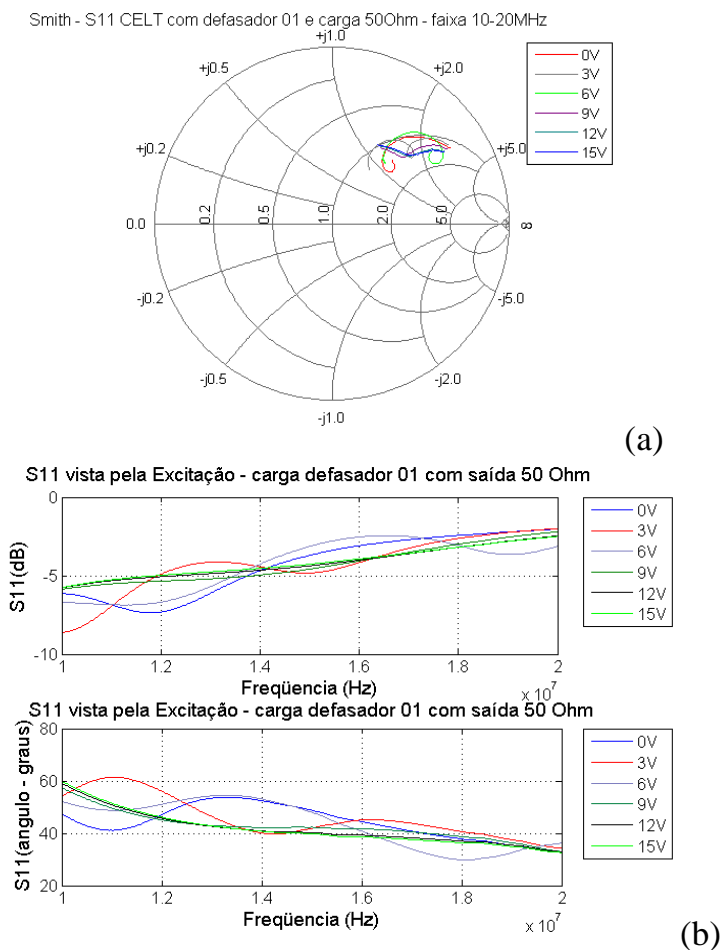 Smith - S11 CELT com defasador 01 e carga 50Ohm - faixa 10-20MHz
+j1.0
+j0.5
+j2.0
+j0.2
+j5.0
0.0
0.2
0.5
1.0
2.0
5.0
∞
-j0.2
-j5.0
-j0.5
-j2.0
-j1.0
0V
3V
6V
9V
12V
15V
(a)
S11 vista pela Excitação - carga defasador 01 com saída 50 Ohm
S11(dB)
0
-5
-10
1 1.2 1.4 1.6 1.8 2
Freqüencia (Hz)
x 10^7
0V
3V
6V
9V
12V
15V
S11 vista pela Excitação - carga defasador 01 com saída 50 Ohm
S11(angulo - graus)
80
60
40
20
1 1.2 1.4 1.6 1.8 2
Freqüencia (Hz)
x 10^7
0V
3V
6V
9V
12V
15V
(b)